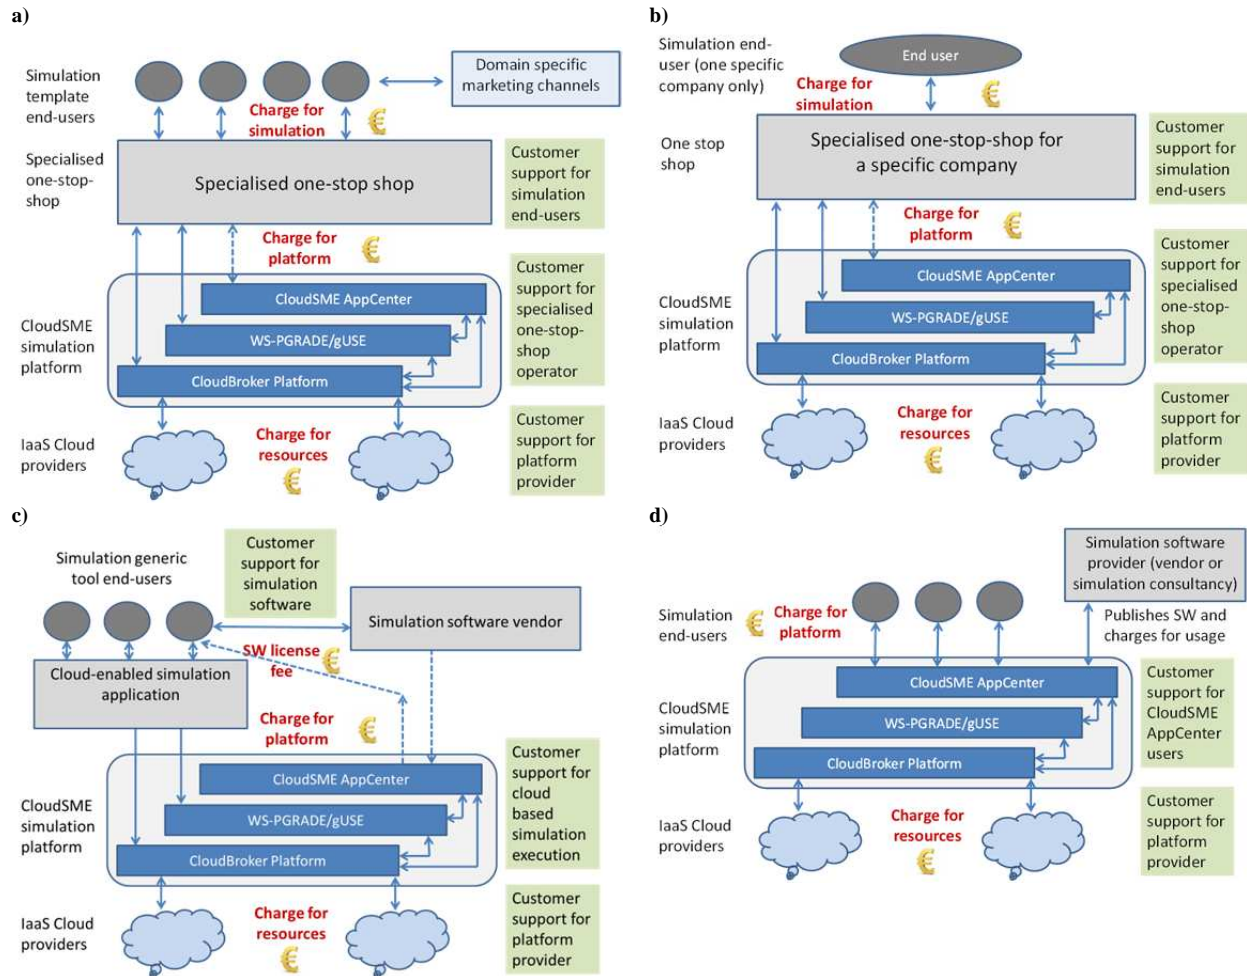 a)
Simulation
template
end-users
Domain specific
marketing channels
Charge for
simulation
Specialised
one-stop-
shop
Specialised one-stop shop
Customer
support for
simulation
end-users
Charge for
platform
CloudSME
simulation
platform
CloudSME AppCenter
WS-PGRADE/gUSE
CloudBroker Platform
Customer
support for
specialised
one-stop-
shop
operator
IaaS Cloud
providers
Charge for
resources
Customer
support for
platform
provider
b)
Simulation end-
user (one specific
company only)
End user
Charge for
simulation
One stop
shop
Specialised one-stop-shop for
a specific company
Customer
support for
simulation
end-users
Charge for
platform
CloudSME
simulation
platform
CloudSME AppCenter
WS-PGRADE/gUSE
CloudBroker Platform
Customer
support for
specialised
one-stop-
shop
operator
IaaS Cloud
providers
Charge for
resources
Customer
support for
platform
provider
c)
Simulation generic
tool end-users
Customer
support for
simulation
software
Simulation software vendor
SW license
fee
Cloud-enabled simulation
application
Charge for
platform
CloudSME
simulation
platform
CloudSME AppCenter
WS-PGRADE/gUSE
CloudBroker Platform
Customer
support for
cloud
based
simulation
execution
IaaS Cloud
providers
Charge for
resources
Customer
support for
platform
provider
d)
Simulation software
provider (vendor or
simulation consultancy)
Simulation
end-users
Charge for
platform
Publishes SW and
charges for usage
CloudSME
simulation
platform
CloudSME AppCenter
WS-PGRADE/gUSE
CloudBroker Platform
Customer
support for
CloudSME
AppCenter
users
IaaS Cloud
providers
Charge for
resources
Customer
support for
platform
provider